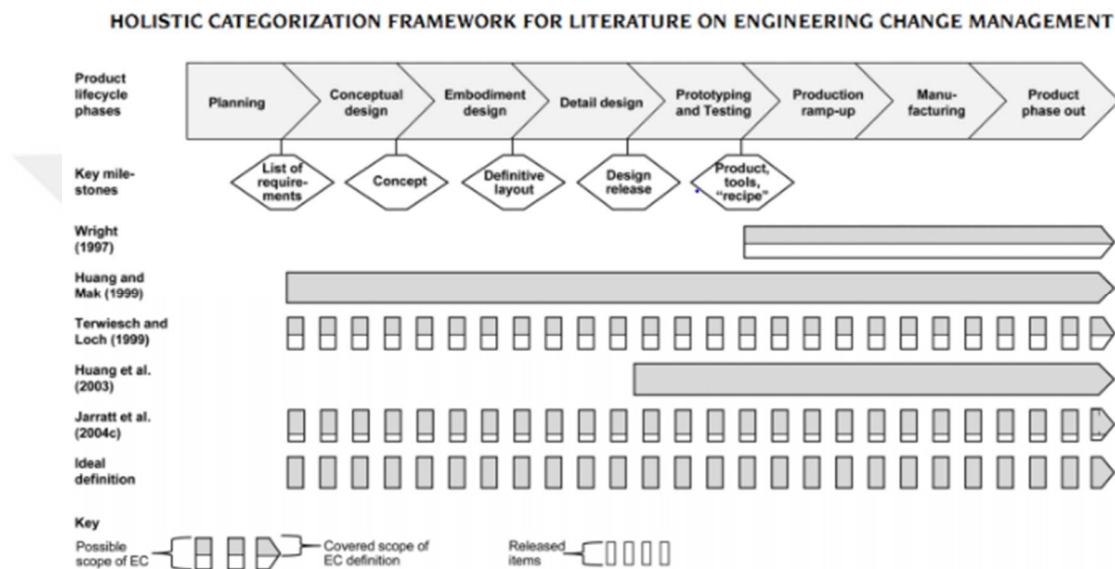 HOLISTIC CATEGORIZATION FRAMEWORK FOR LITERATURE ON ENGINEERING CHANGE MANAGEMENT
Product
lifecycle
phases
Planning
Conceptual
design
Embodiment
design
Detail design
Prototyping
and Testing
Production
ramp-up
Manu-
facturing
Product
phase out
Key mile-
stones
List of
require-
ments
Concept
Definitive
layout
Design
release
Product,
tools,
"recipe"
Wright
(1997)
Huang and
Mak (1999)
Terwiesch and
Loch (1999)
Huang et al.
(2003)
Jarratt et al.
(2004c)
Ideal
definition
Key
Possible
scope of EC
Covered scope of
EC definition
Released
items